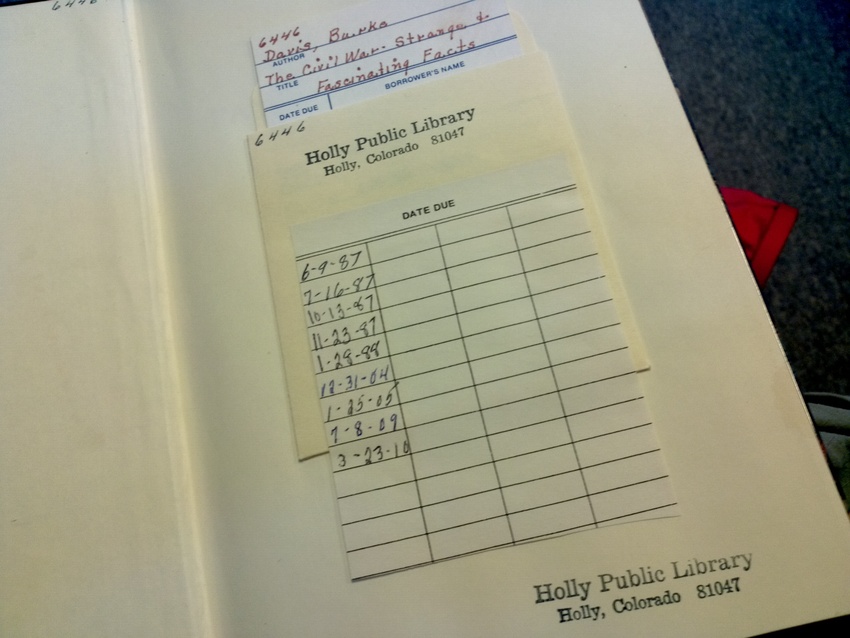 6446
6446
Davis, Burke
AUTHOR
The Civil War- Strange &
TITLE
Fascinating Facts
DATE DUE BORROWER'S NAME
6446
Holly Public Library
Holly, Colorado 81047
DATE DUE
6-9-87
7-16-87
10-13-87
11-23-87
1-28-88
12-31-04
1-25-05
7-8-09
3-23-10
Holly Public Library
Holly, Colorado 81047